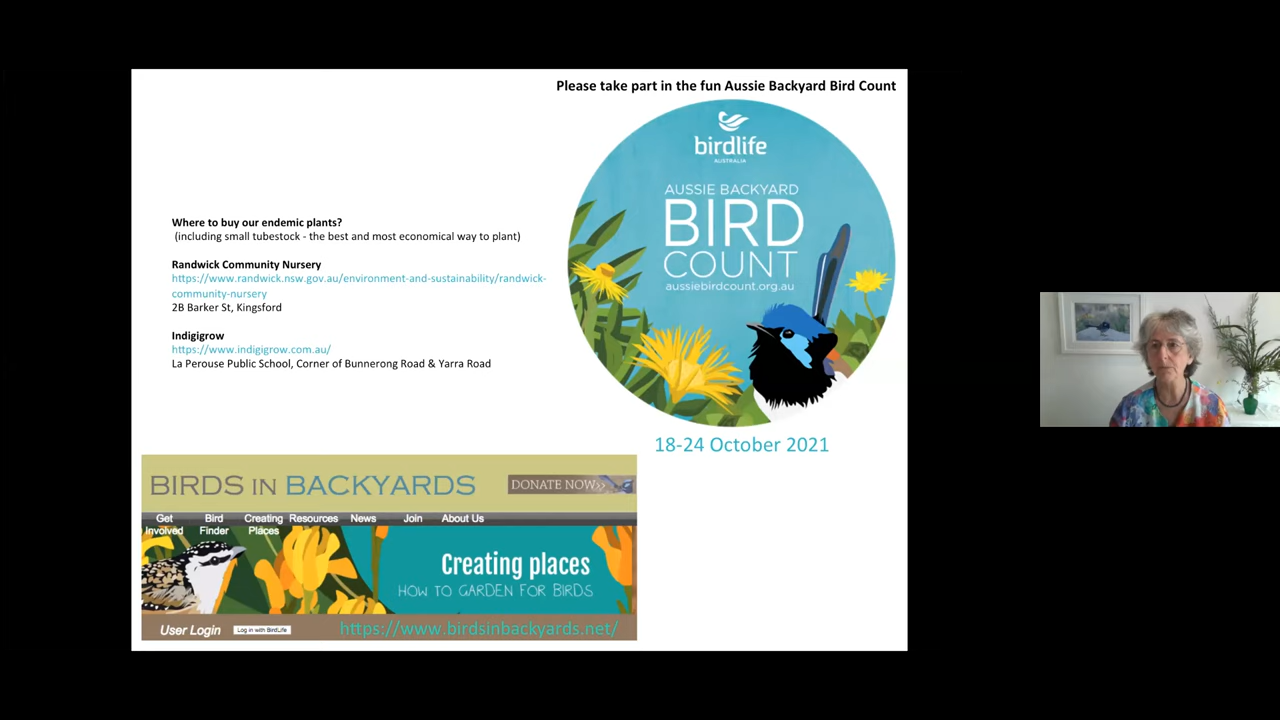 Please take part in the fun Aussie Backyard Bird Count
birdlife
AUSTRALIA
AUSSIE BACKYARD
BIRD
COUNT
aussiebirdcount.org.au
18-24 October 2021
Where to buy our endemic plants?
(including small tubestock - the best and most economical way to plant)
Randwick Community Nursery
https://www.randwick.nsw.gov.au/environment-and-sustainability/randwick-
community-nursery
2B Barker St, Kingsford
Indigigrow
https://www.indigigrow.com.au/
La Perouse Public School, Corner of Bunnerong Road & Yarra Road
BIRDS IN BACKYARDS
DONATE NOW>>
Get Involved
Bird Finder
Creating Places
Resources
News
Join
About Us
Creating places
HOW TO GARDEN FOR BIRDS
User Login
Log in with BirdLife
https://www.birdsinbackyards.net/